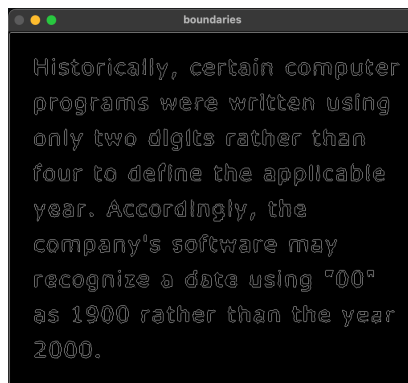 boundaries
Historically, certain computer
programs were written using
only two digits rather than
four to define the applicable
year. Accordingly, the
company's software may
recognize a date using "00"
as 1900 rather than the year
2000.